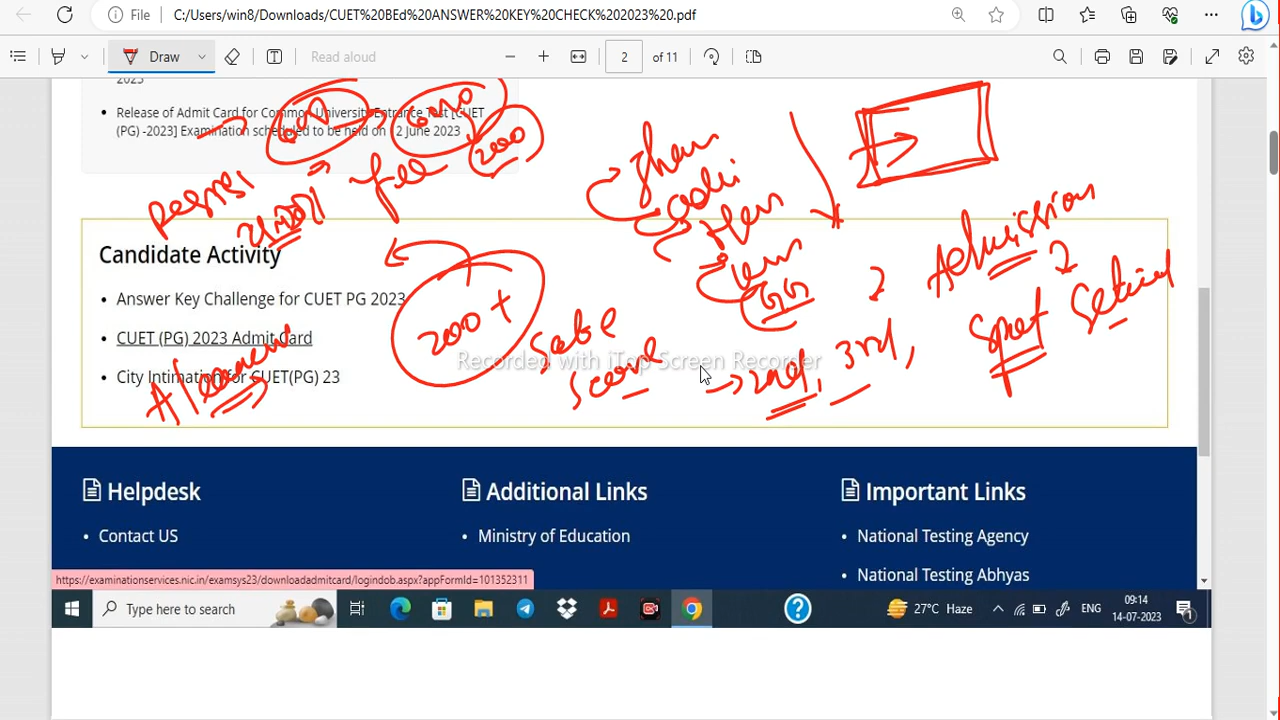 C:/Users/win8/Downloads/CUET%20BEd%20ANSWER%20KEY%20CHECK%202023%20.pdf
Draw
Read aloud
2
of 11
2023
Release of Admit Card for Common University Entrance Test [CUET
(PG) -2023] Examination scheduled to be held on 12 June 2023
fee
2000
Admission
2
Candidate Activity
Answer Key Challenge for CUET PG 2023
CUET (PG) 2023 Admit Card
City Intimation for CUET(PG) 23
200+
Safe
Score
2nd, 3rd,
Spot
Recorded with iTop Screen Recorder
Helpdesk
Additional Links
Important Links
Contact US
Ministry of Education
National Testing Agency
National Testing Abhyas
https://examinationservices.nic.in/examsys23/downloadadmitcard/logindob.aspx?appFormId=101352311
Type here to search
27°C Haze
ENG
09:14
14-07-2023
1